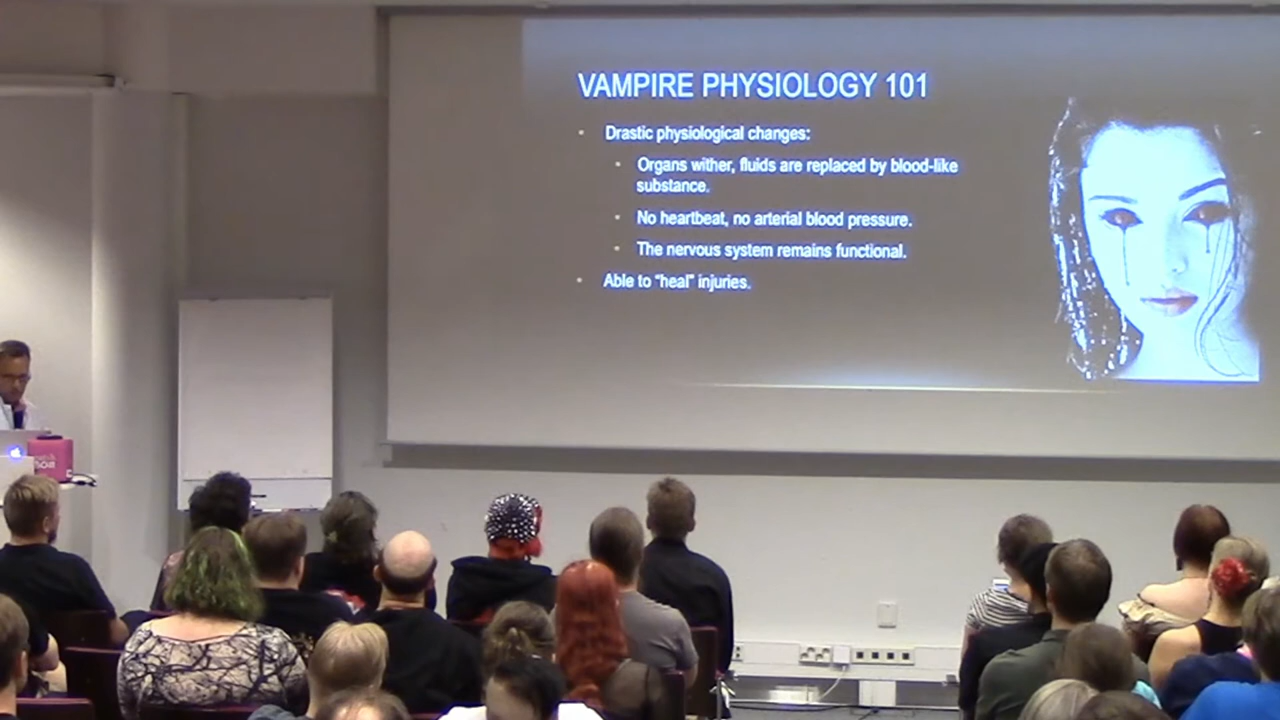 VAMPIRE PHYSIOLOGY 101
Drastic physiological changes:
Organs wither, fluids are replaced by blood-like
substance.
No heartbeat, no arterial blood pressure.
The nervous system remains functional.
Able to "heal" injuries.